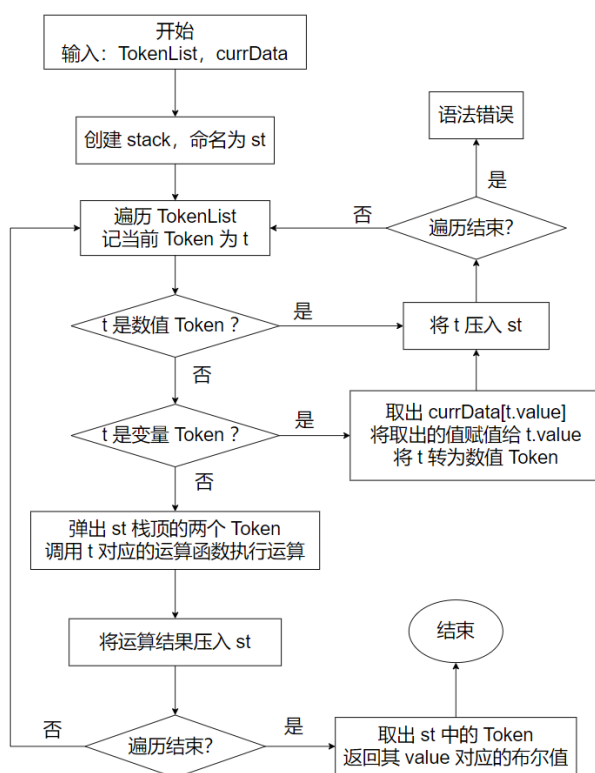 开始
输入：TokenList，currData
语法错误
创建 stack，命名为 st
是
遍历 TokenList
记当前 Token 为 t
否
遍历结束？
t 是数值 Token ？
是
将 t 压入 st
否
取出 currData[t.value]
将取出的值赋值给 t.value
将 t 转为数值 Token
t 是变量 Token ？
是
否
弹出 st 栈顶的两个 Token
调用 t 对应的运算函数执行运算
将运算结果压入 st
结束
否
遍历结束？
是
取出 st 中的 Token
返回其 value 对应的布尔值